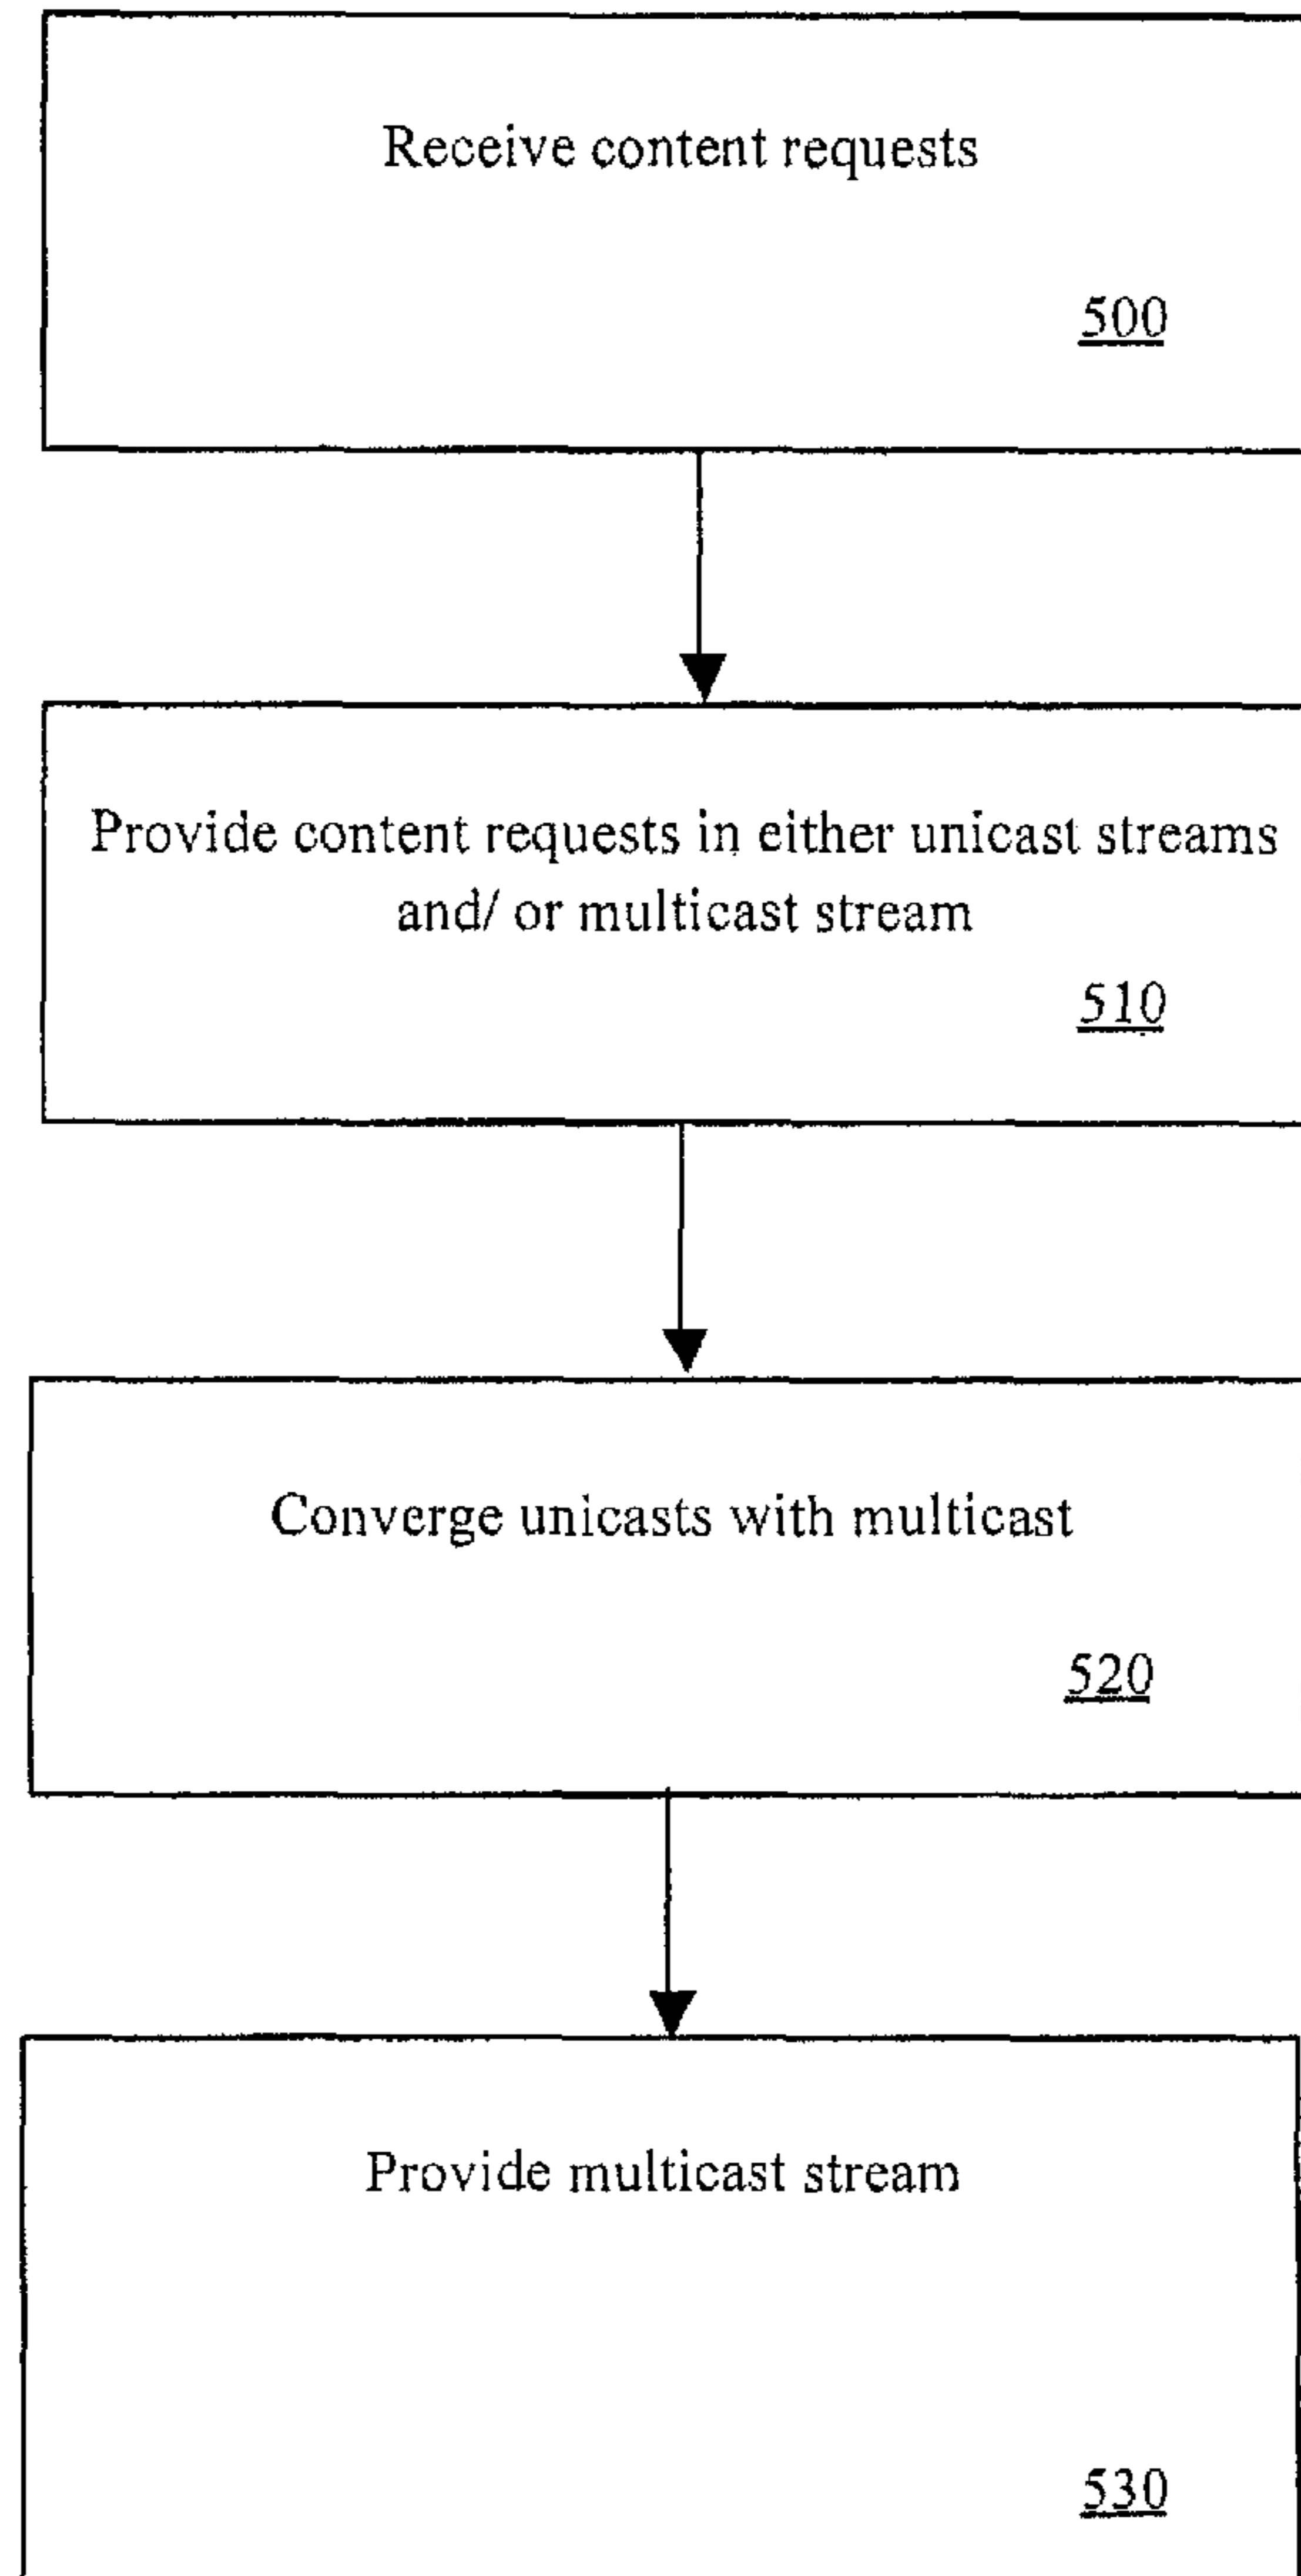 Receive content requests
500
Provide content requests in either unicast streams
and/ or multicast stream
510
Converge unicasts with multicast
520
Provide multicast stream
530